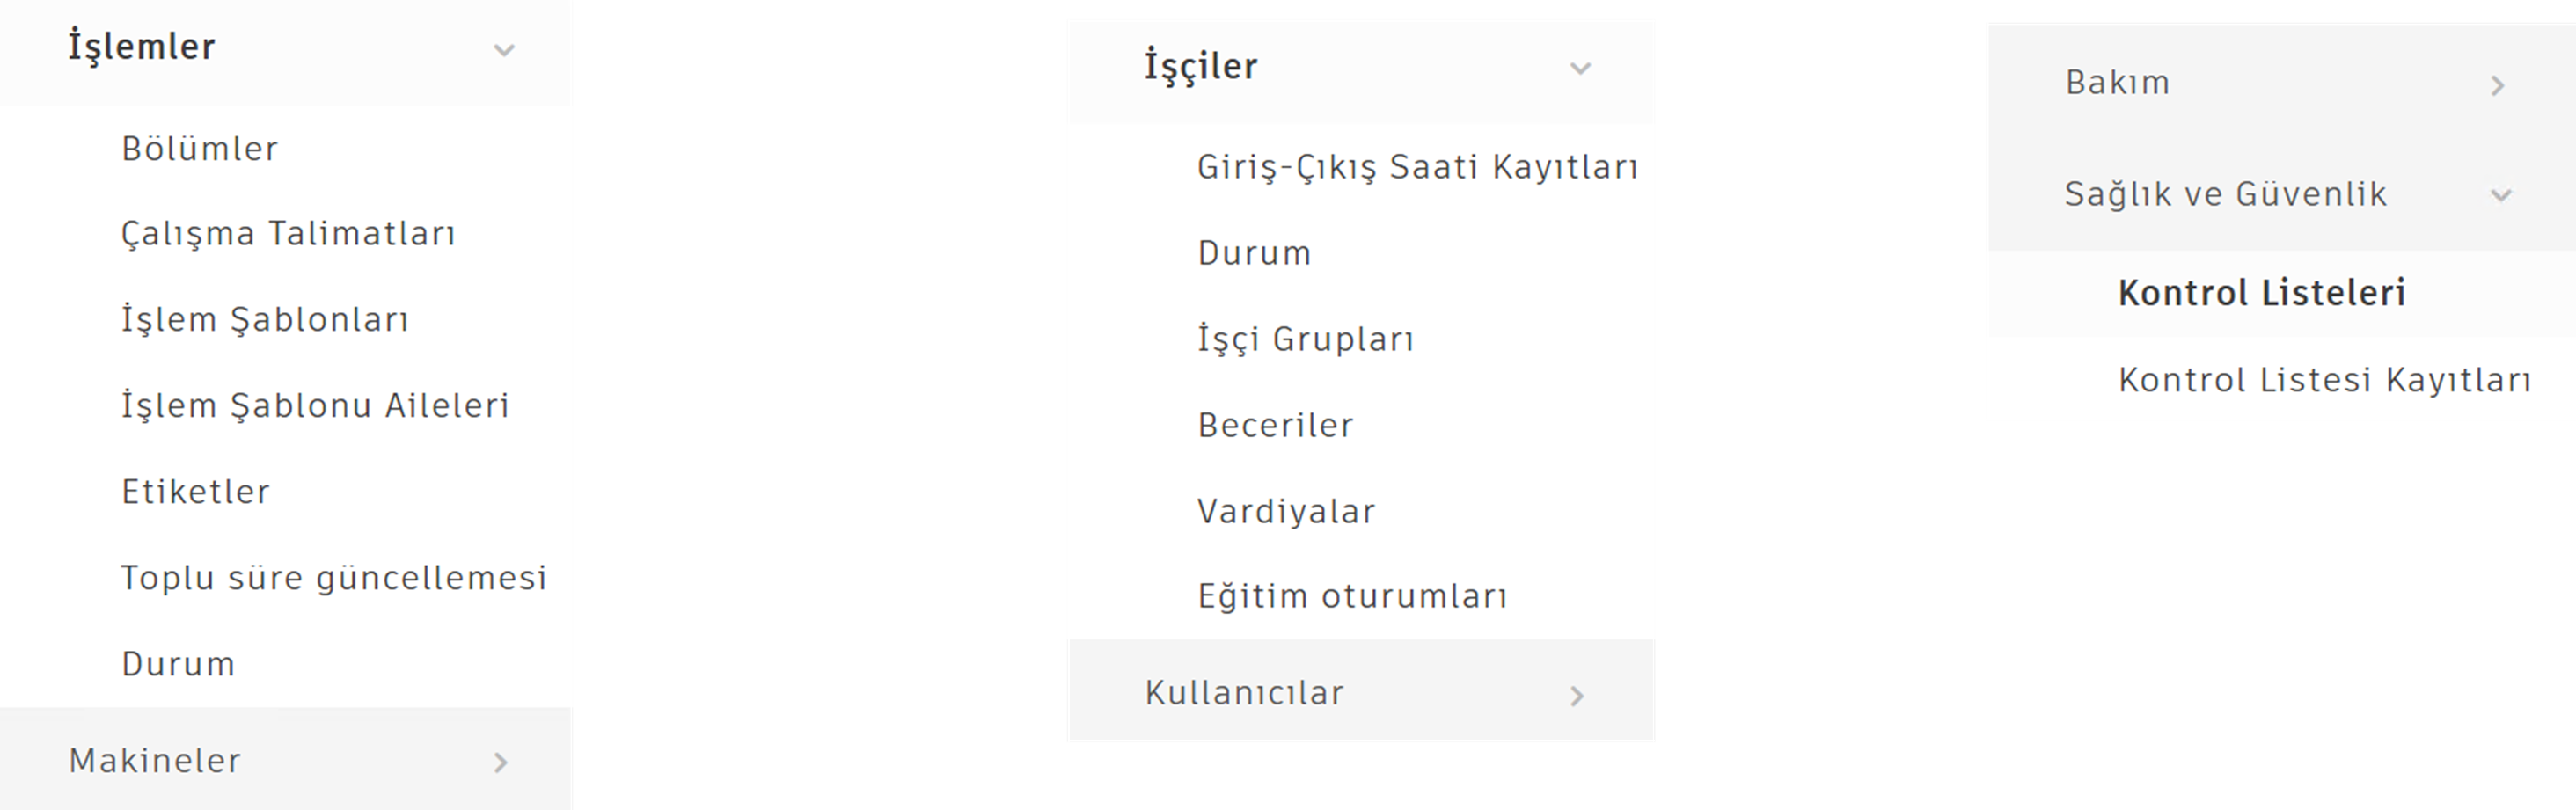 İşlemler
Bölümler
Çalışma Talimatları
İşlem Şablonları
İşlem Şablonu Aileleri
Etiketler
Toplu süre güncellemesi
Durum
Makineler
İşçiler
Giriş-Çıkış Saati Kayıtları
Durum
İşçi Grupları
Beceriler
Vardiyalar
Eğitim oturumları
Kullanıcılar
Bakım
Sağlık ve Güvenlik
Kontrol Listeleri
Kontrol Listesi Kayıtları